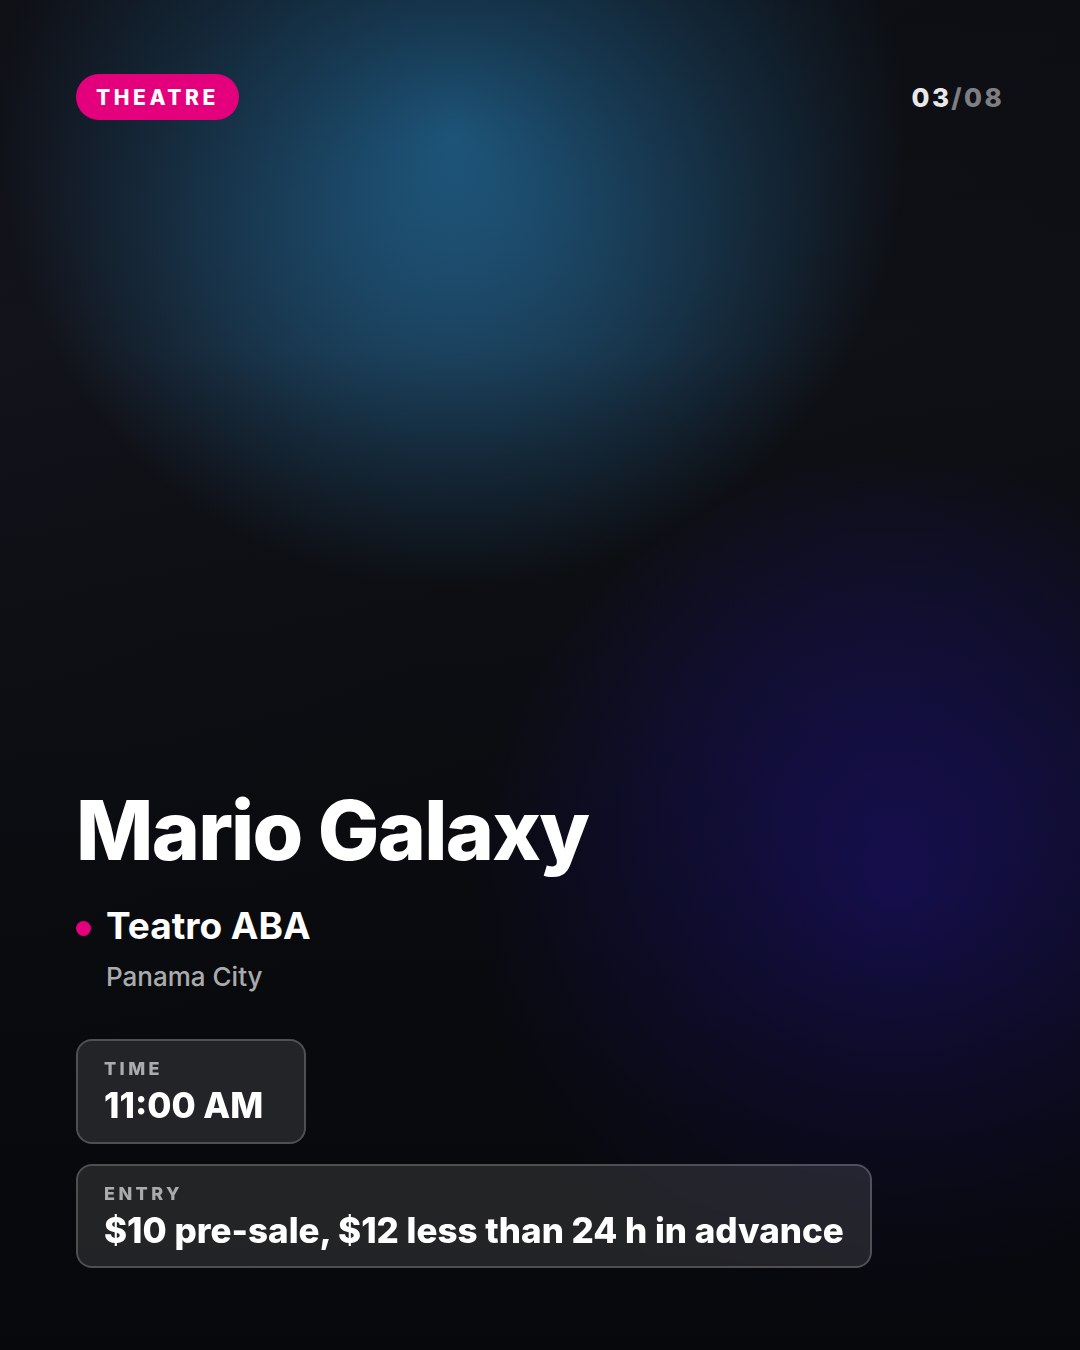 THEATRE
03/08
Mario Galaxy
Teatro ABA
Panama City
TIME
11:00 AM
ENTRY
$10 pre-sale, $12 less than 24 h in advance